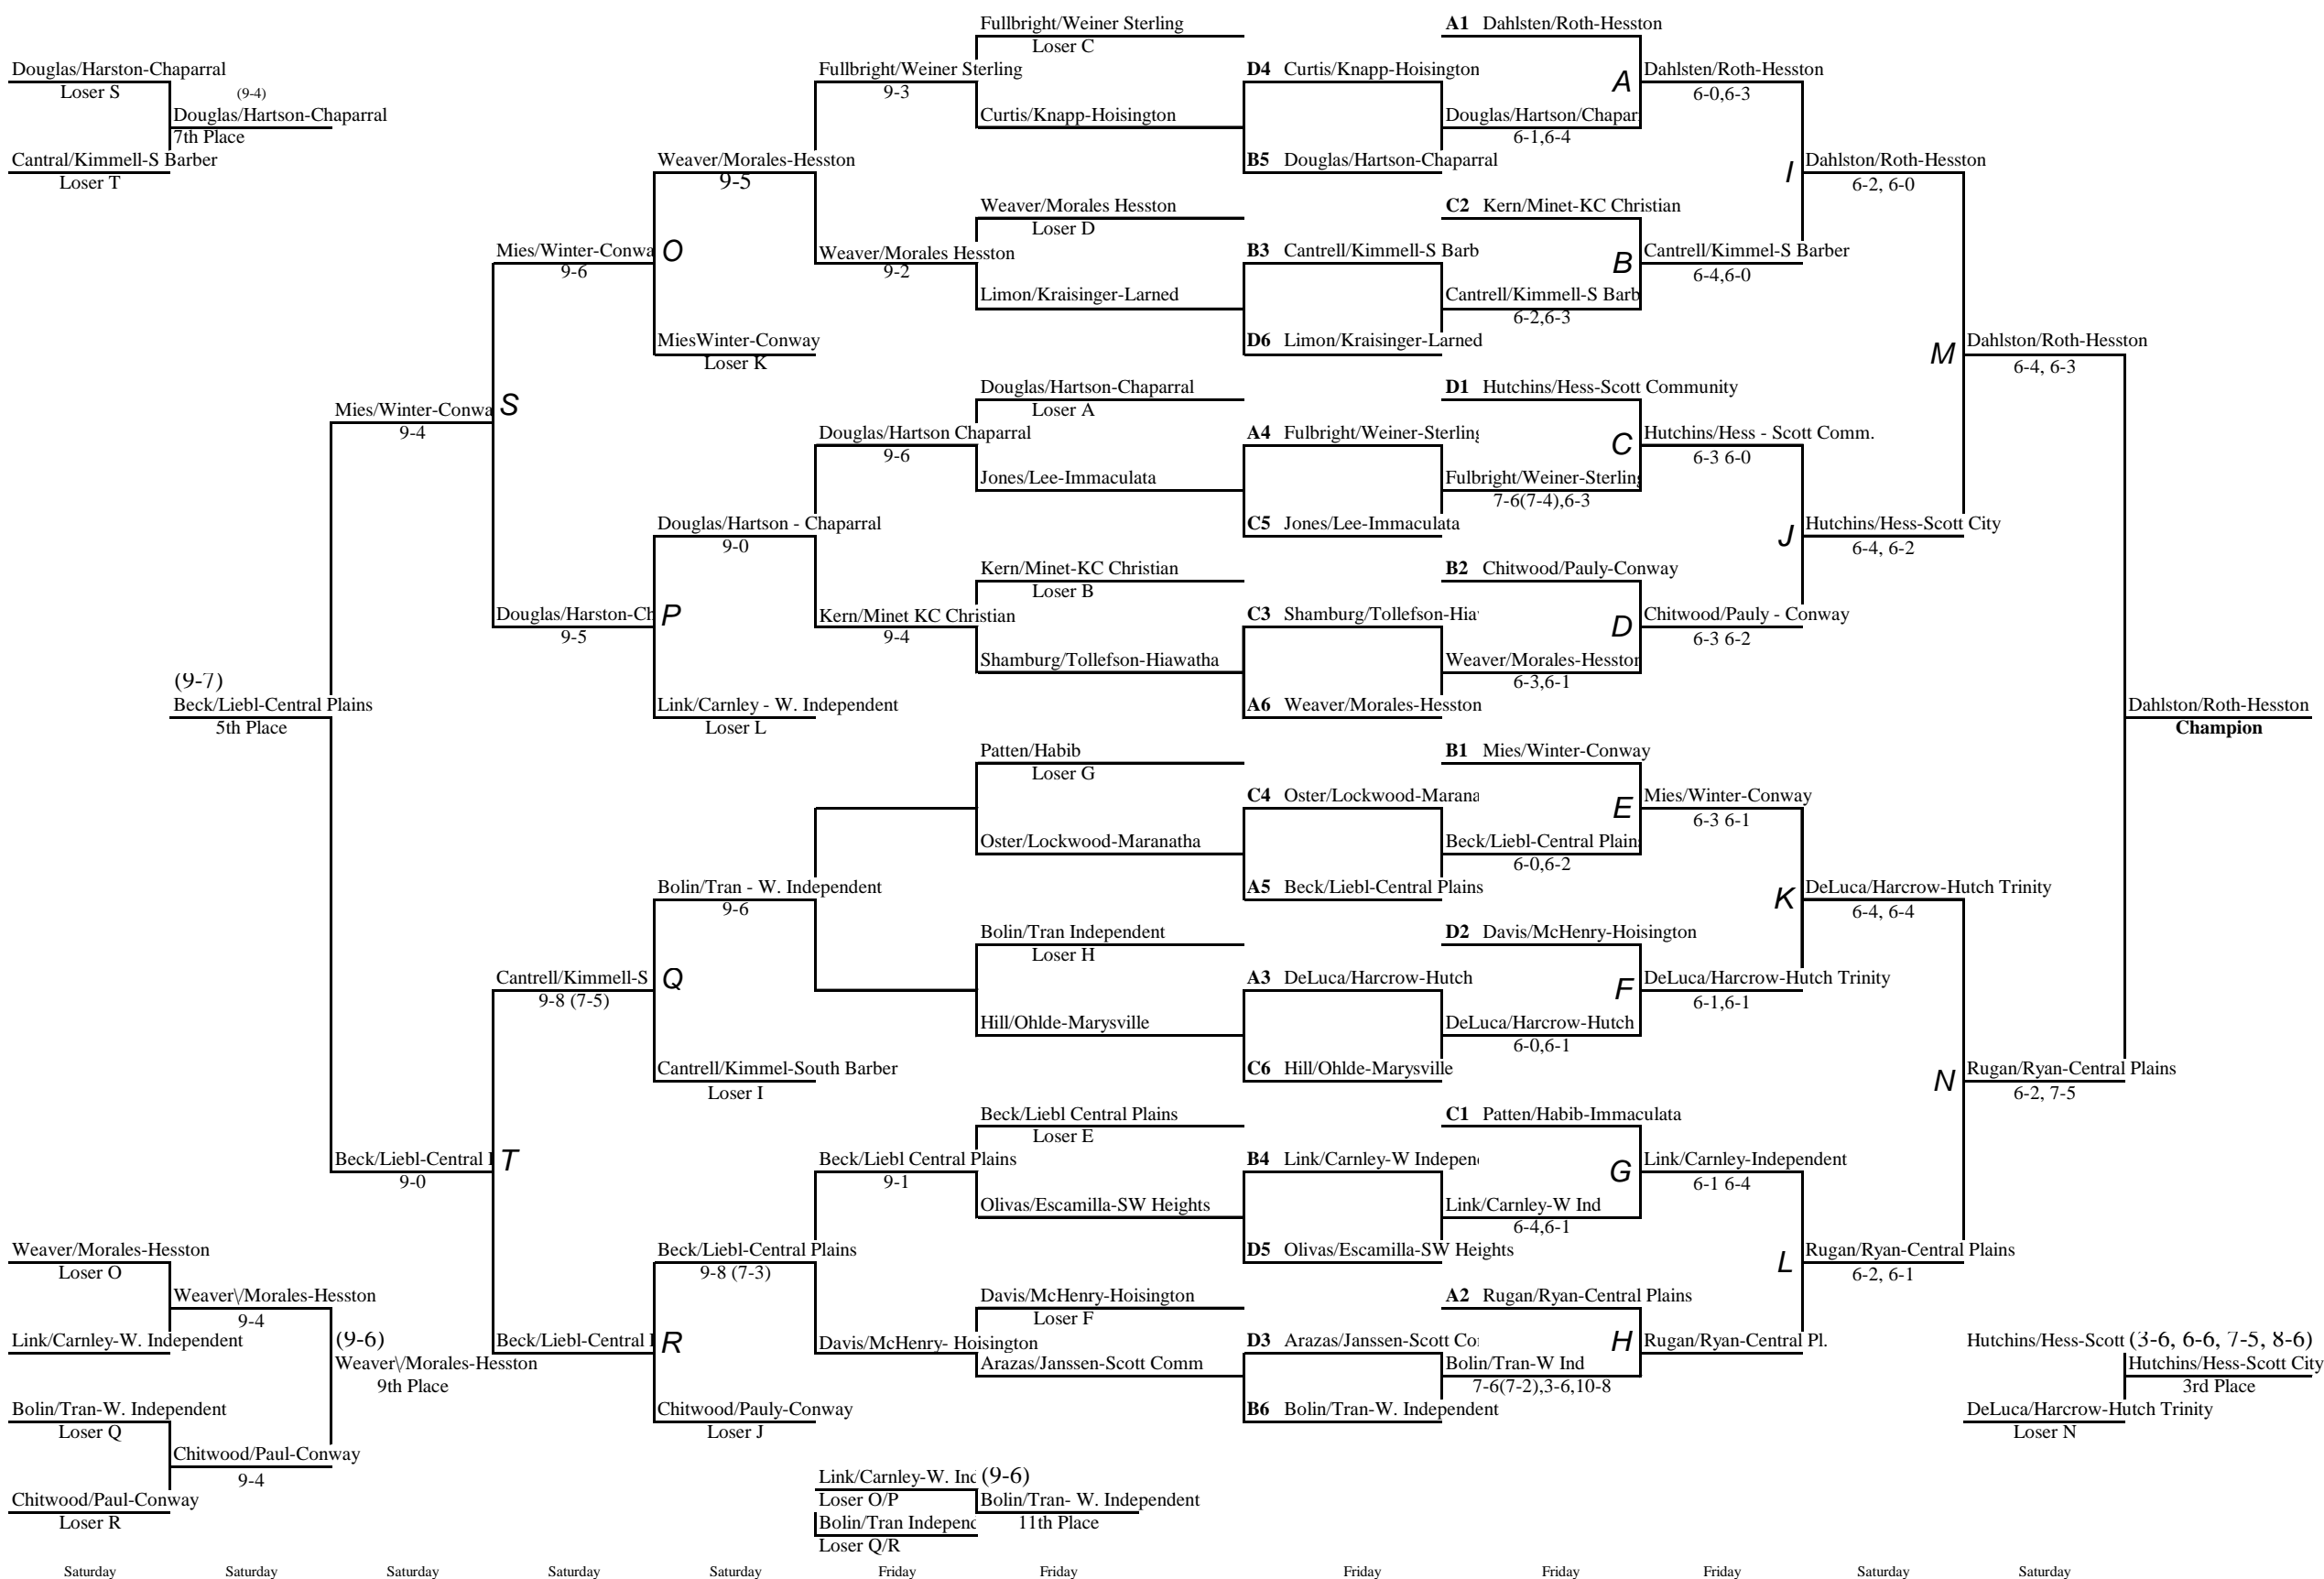 Douglas/Harston-Chaparral
Loser S
(9-4)
Douglas/Hartson-Chaparral
7th Place
Cantral/Kimmell-S Barber
Loser T
(9-7)
Beck/Liebl-Central Plains
5th Place
Weaver/Morales-Hesston
Loser O
Weaver\/Morales-Hesston
9-4
Link/Carnley-W. Independent
(9-6)
Weaver\/Morales-Hesston
9th Place
Bolin/Tran-W. Independent
Loser Q
Chitwood/Paul-Conway
9-4
Chitwood/Paul-Conway
Loser R
Mies/Winter-Conwa
9-4
Beck/Liebl-Central
9-0
Mies/Winter-Conwa
9-6
S
Douglas/Harston-Ch
9-5
Cantrell/Kimmell-S
9-8 (7-5)
T
Beck/Liebl-Central
Weaver/Morales-Hesston
9-5
O
MiesWinter-Conway
Loser K
Douglas/Hartson - Chaparral
9-0
P
Link/Carnley - W. Independent
Loser L
Bolin/Tran - W. Independent
9-6
Q
Cantrell/Kimmel-South Barber
Loser I
Beck/Liebl-Central Plains
9-8 (7-3)
R
Chitwood/Pauly-Conway
Loser J
Fullbright/Weiner Sterling
9-3
Weaver/Morales Hesston
9-2
Douglas/Hartson Chaparral
9-6
Kern/Minet KC Christian
9-4
Beck/Liebl Central Plains
9-1
Davis/McHenry- Hoisington
Link/Carnley-W. Ind
(9-6)
Loser O/P
Bolin/Tran- W. Independent
Bolin/Tran Independ
11th Place
Loser Q/R
Fullbright/Weiner Sterling
Loser C
Curtis/Knapp-Hoisington
Weaver/Morales Hesston
Loser D
Limon/Kraisinger-Larned
Douglas/Hartson-Chaparral
Loser A
Jones/Lee-Immaculata
Kern/Minet-KC Christian
Loser B
Shamburg/Tollefson-Hiawatha
Patten/Habib
Loser G
Oster/Lockwood-Maranatha
Bolin/Tran Independent
Loser H
Hill/Ohlde-Marysville
Beck/Liebl Central Plains
Loser E
Olivas/Escamilla-SW Heights
Davis/McHenry-Hoisington
Loser F
Arazas/Janssen-Scott Comm
D4 Curtis/Knapp-Hoisington
B5 Douglas/Hartson-Chaparral
B3 Cantrell/Kimmell-S Barb
D6 Limon/Kraisinger-Larned
A4 Fulbright/Weiner-Sterling
C5 Jones/Lee-Immaculata
C3 Shamburg/Tollefson-Hia
A6 Weaver/Morales-Hesston
C4 Oster/Lockwood-Marana
A5 Beck/Liebl-Central Plains
A3 DeLuca/Harcrow-Hutch
C6 Hill/Ohlde-Marysville
B4 Link/Carnley-W Indepen
D5 Olivas/Escamilla-SW Heights
D3 Arazas/Janssen-Scott Co
B6 Bolin/Tran-W. Independent
A1 Dahlsten/Roth-Hesston
A
Douglas/Hartson/Chapar
6-1,6-4
C2 Kern/Minet-KC Christian
B
Cantrell/Kimmell-S Barb
6-2,6-3
D1 Hutchins/Hess-Scott Community
C
Fulbright/Weiner-Sterling
7-6(7-4),6-3
B2 Chitwood/Pauly-Conway
D
Weaver/Morales-Hesston
6-3,6-1
B1 Mies/Winter-Conway
E
Beck/Liebl-Central Plain
6-0,6-2
D2 Davis/McHenry-Hoisington
F
DeLuca/Harcrow-Hutch
6-0,6-1
C1 Patten/Habib-Immaculata
G
Link/Carnley-W Ind
6-4,6-1
A2 Rugan/Ryan-Central Plains
H
Bolin/Tran-W Ind
7-6(7-2),3-6,10-8
Dahlsten/Roth-Hesston
6-0,6-3
I
Cantrell/Kimmel-S Barber
6-4,6-0
Hutchins/Hess - Scott Comm.
6-3 6-0
J
Chitwood/Pauly - Conway
6-3 6-2
Mies/Winter-Conway
6-3 6-1
K
DeLuca/Harcrow-Hutch Trinity
6-1,6-1
Link/Carnley-Independent
6-1 6-4
L
Rugan/Ryan-Central Pl.
Dahlston/Roth-Hesston
6-2, 6-0
M
Hutchins/Hess-Scott City
6-4, 6-2
DeLuca/Harcrow-Hutch Trinity
6-4, 6-4
N
Rugan/Ryan-Central Plains
6-2, 6-1
Dahlston/Roth-Hesston
6-4, 6-3
Rugan/Ryan-Central Plains
6-2, 7-5
Dahlston/Roth-Hesston
Champion
Hutchins/Hess-Scott (3-6, 6-6, 7-5, 8-6)
Hutchins/Hess-Scott City
3rd Place
DeLuca/Harcrow-Hutch Trinity
Loser N
Saturday Saturday Saturday Saturday Saturday Friday Friday Friday Friday Friday Saturday Saturday